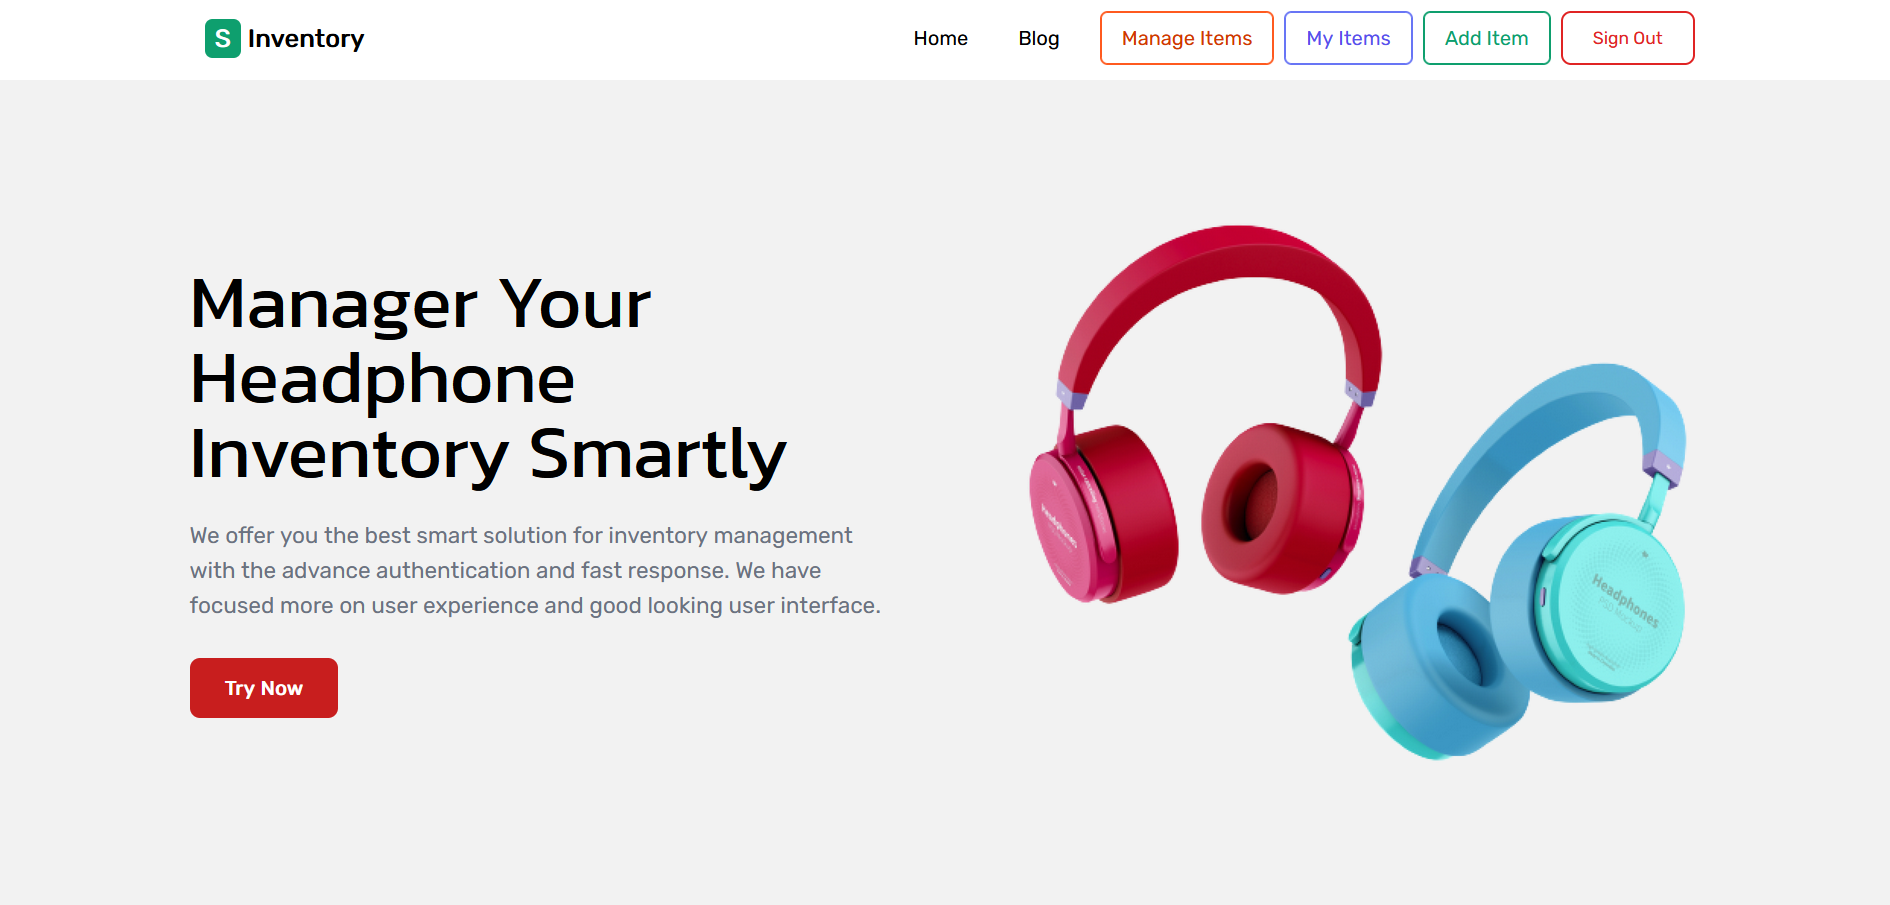 S Inventory
Home Blog Manage Items My Items Add Item Sign Out
Manager Your
Headphone
Inventory Smartly
We offer you the best smart solution for inventory management
with the advance authentication and fast response. We have
focused more on user experience and good looking user interface.
Try Now
Headphones
Headphones
PSD Mockup